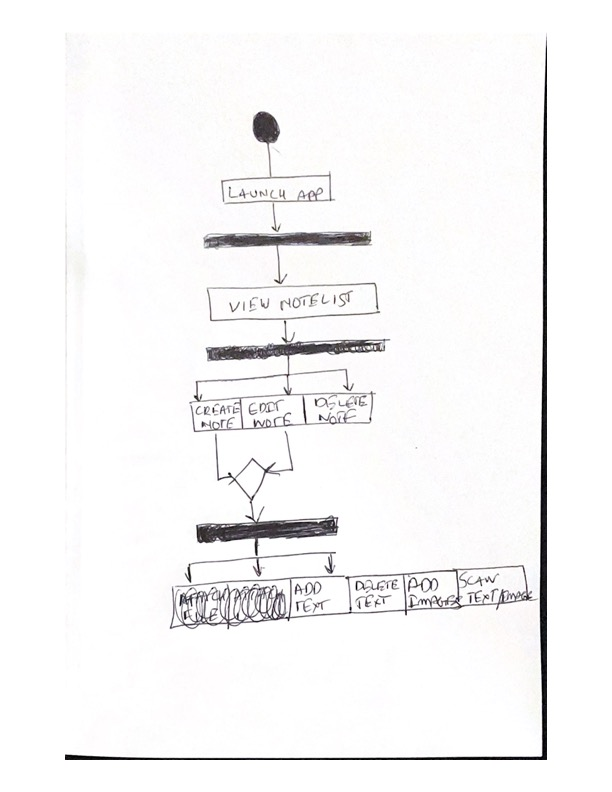 LAUNCH APP
VIEW NOTELIST
CREATE NOTE
EDIT NOTE
DELETE NOTE
ADD TEXT
DELETE TEXT
ADD IMAGES
SCAN TEXT/IMAGE